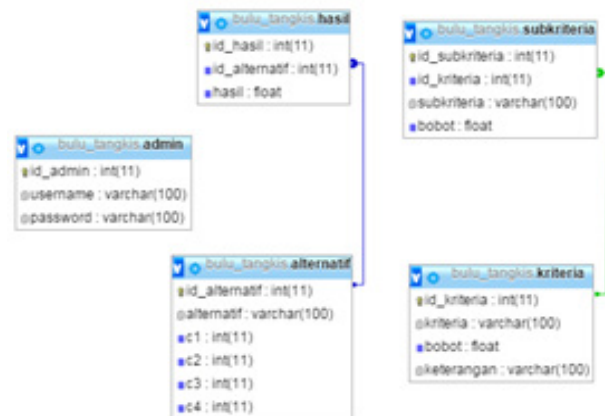 bulu_tangkis.hasil
id_hasil : int(11)
id_alternatif : int(11)
hasil : float
bulu_tangkis.subkriteria
id_subkriteria : int(11)
id_kriteria : int(11)
subkriteria : varchar(100)
bobot : float
bulu_tangkis.admin
id_admin : int(11)
username : varchar(100)
password : varchar(100)
bulu_tangkis.alternatif
id_alternatif : int(11)
alternatif : varchar(100)
c1 : int(11)
c2 : int(11)
c3 : int(11)
c4 : int(11)
bulu_tangkis.kriteria
id_kriteria : int(11)
kriteria : varchar(100)
bobot : float
keterangan : varchar(100)